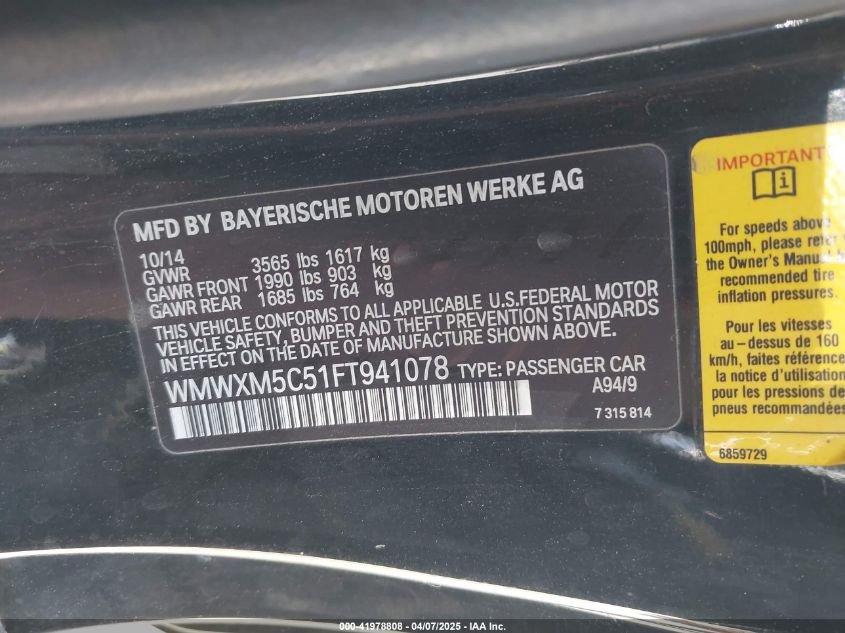 MFD BY BAYERISCHE MOTOREN WERKE AG
10/14
GVWR 3565 lbs 1617 kg
GAWR FRONT 1990 lbs 903 kg
GAWR REAR 1685 lbs 764 kg
THIS VEHICLE CONFORMS TO ALL APPLICABLE U.S.FEDERAL MOTOR
VEHICLE SAFETY, BUMPER AND THEFT PREVENTION STANDARDS
IN EFFECT ON THE DATE OF MANUFACTURE SHOWN ABOVE.
WMWXM5C51FT941078 TYPE: PASSENGER CAR
A94/9
7 315 814
IMPORTANT
i
For speeds above
100mph, please refer
the Owner's Manual
recommended tire
inflation pressures.
Pour les vitesses
au-dessus de 160
km/h, faites référence
la notice d'utilisation
pour les pressions de
pneus recommandées
6859729
000-41978808 - 04/07/2025 - IAA Inc.